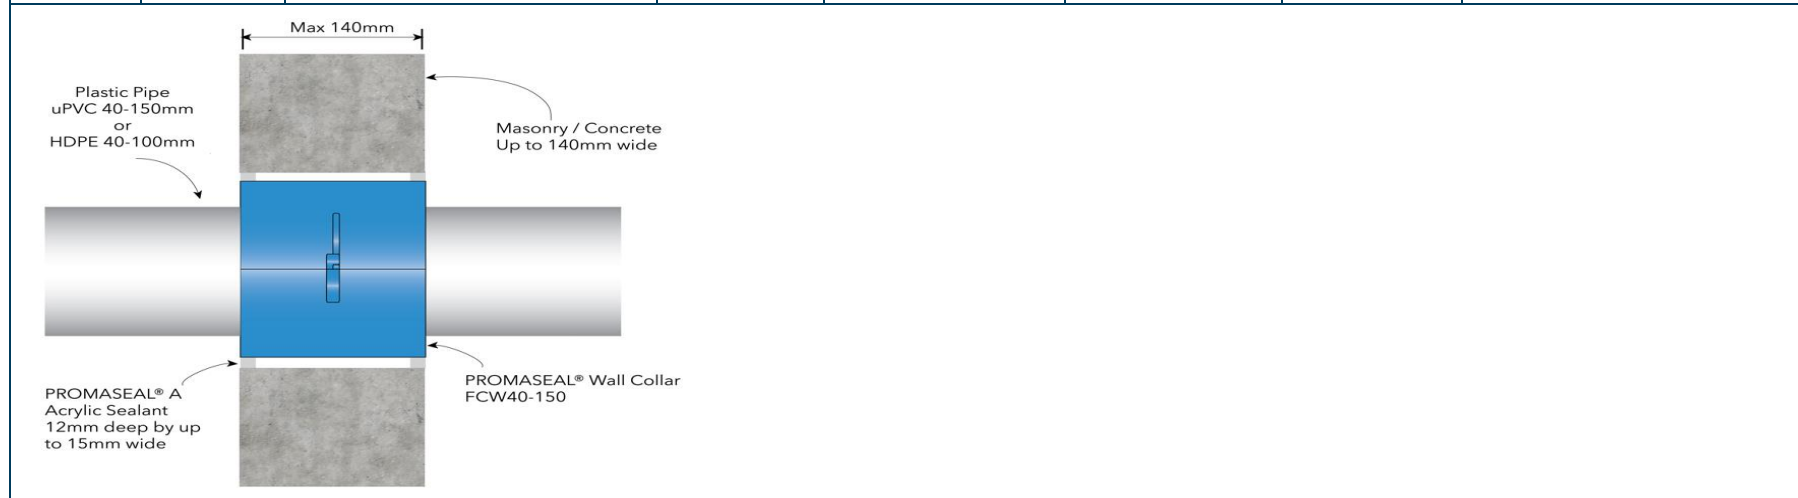 Max 140mm
Plastic Pipe
uPVC 40-150mm
or
HDPE 40-100mm
Masonry / Concrete
Up to 140mm wide
PROMASEAL® A
Acrylic Sealant
12mm deep by up
to 15mm wide
PROMASEAL® Wall Collar
FCW40-150